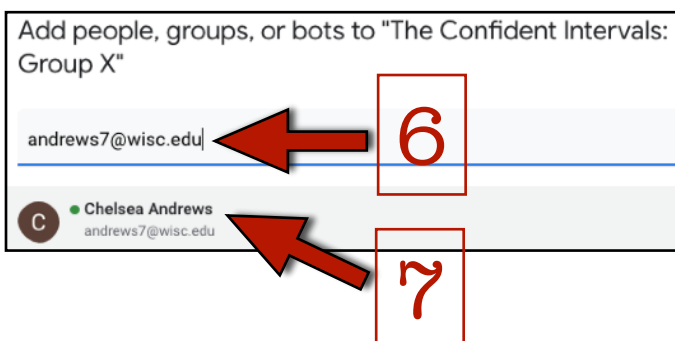 Add people, groups, or bots to "The Confident Intervals:
Group X"
andrews7@wisc.edu
6
C
Chelsea Andrews
andrews7@wisc.edu
7